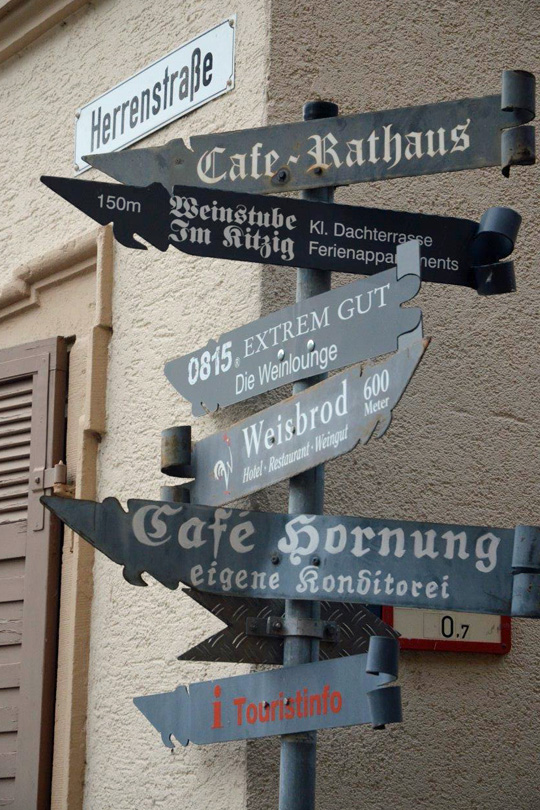 Herrenstraße
Cafe-Rathaus
150m
Weinstube
Im Kitzig
Kl. Dachterrasse
Ferienappartments
0815& EXTREM GUT
Die Weinlounge
Weisbrod
Hotel · Restaurant · Weingut
600
Meter
Café Hornung
eigene Konditorei
0,7
i Touristinfo